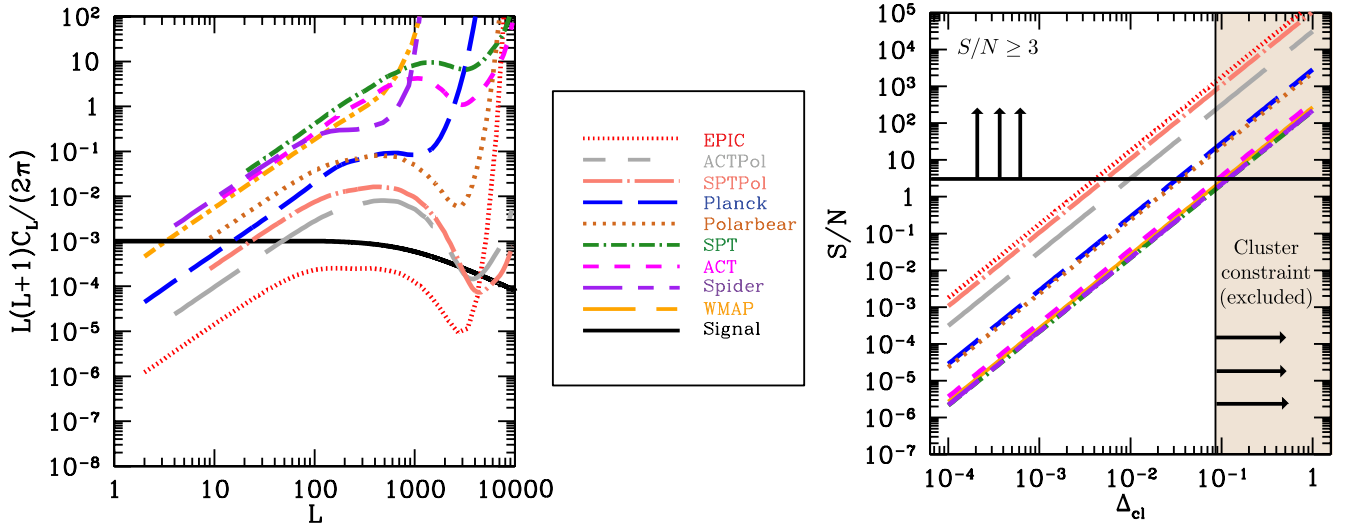 10²
10
1
10⁻¹
10⁻²
10⁻³
10⁻⁴
10⁻⁵
10⁻⁶
10⁻⁷
10⁻⁸
L(L+1)C_L/(2π)
1 10 100 1000 10000
L
EPIC
ACTPol
SPTPol
Planck
Polarbear
SPT
ACT
Spider
WMAP
Signal
10⁵
10⁴
10³
10²
10
1
10⁻¹
10⁻²
10⁻³
10⁻⁴
10⁻⁵
10⁻⁶
10⁻⁷
S/N
S/N ≥ 3
Cluster
constraint
(excluded)
10⁻⁴ 10⁻³ 10⁻² 10⁻¹ 1
Δ_cl